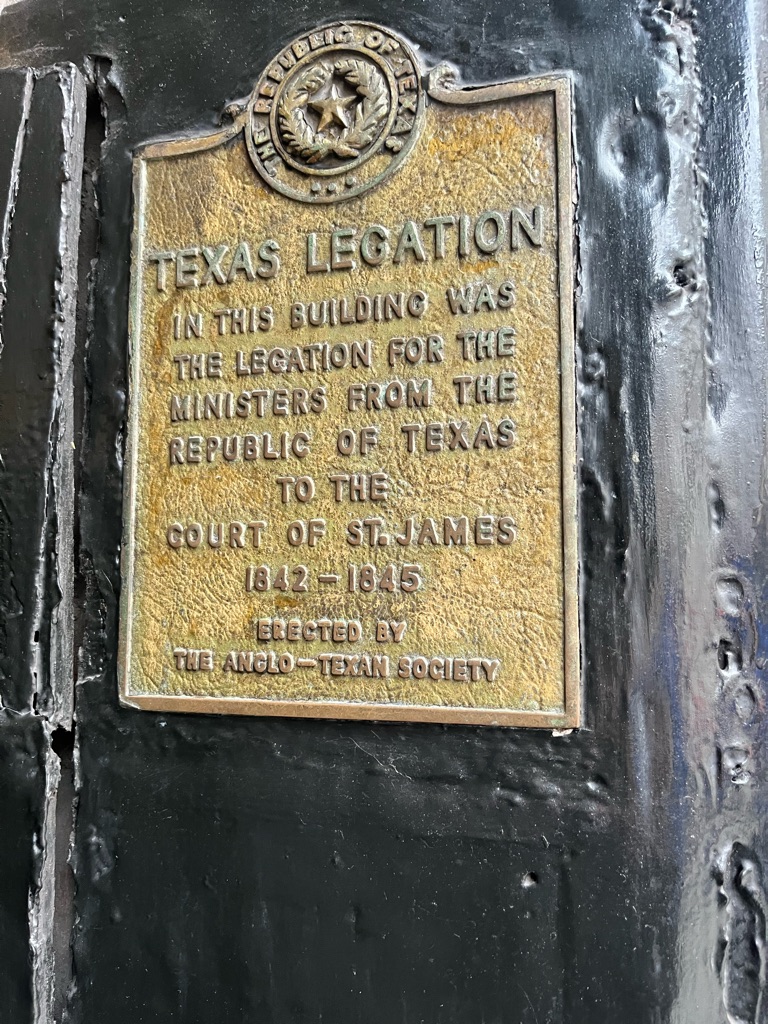 THE REPUBLIC OF TEXAS
TEXAS LEGATION
IN THIS BUILDING WAS
THE LEGATION FOR THE
MINISTERS FROM THE
REPUBLIC OF TEXAS
TO THE
COURT OF ST. JAMES
1842 – 1845
ERECTED BY
THE ANGLO – TEXAN SOCIETY